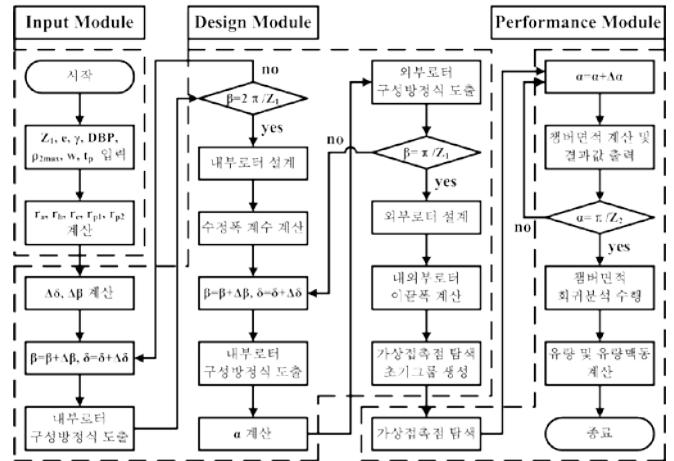 Input Module
Design Module
Performance Module
시작
Z₁, e, γ, DBP,
ρ₂max, w, tₚ 입력
계산
Δδ, Δβ 계산
β=β+Δβ, δ=δ+Δδ
내부로터
구성방정식 도출
no
β=2 π /Z₁
yes
내부로터 설계
수정폭 계수 계산
β=β+Δβ, δ=δ+Δδ
내부로터
구성방정식 도출
α 계산
외부로터
구성방정식 도출
no
β= π /Z₁
yes
외부로터 설계
내외부로터
이끝폭 계산
가상접촉점 탐색
초기그룹 생성
가상접촉점 탐색
α=α+Δα
챔버면적 계산 및
결과값 출력
no
α= π /Z₂
yes
챔버면적
회귀분석 수행
유량 및 유량맥동
계산
종료